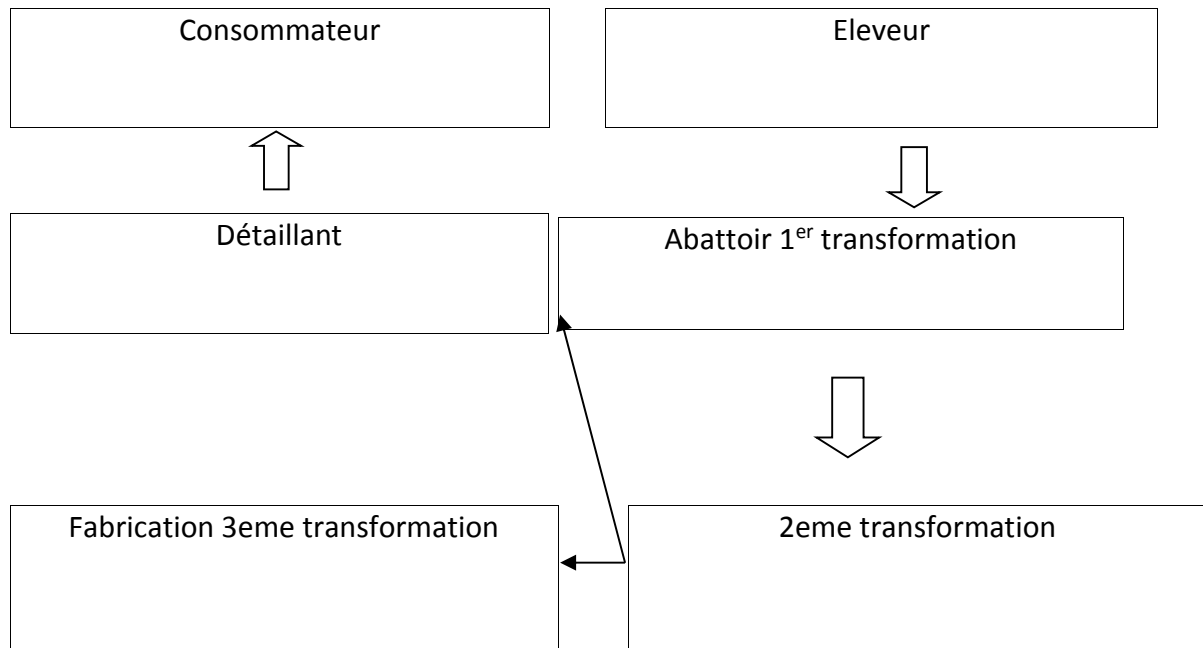 Consommateur
Eleveur
Détaillant
Abattoir 1er transformation
Fabrication 3eme transformation
2eme transformation